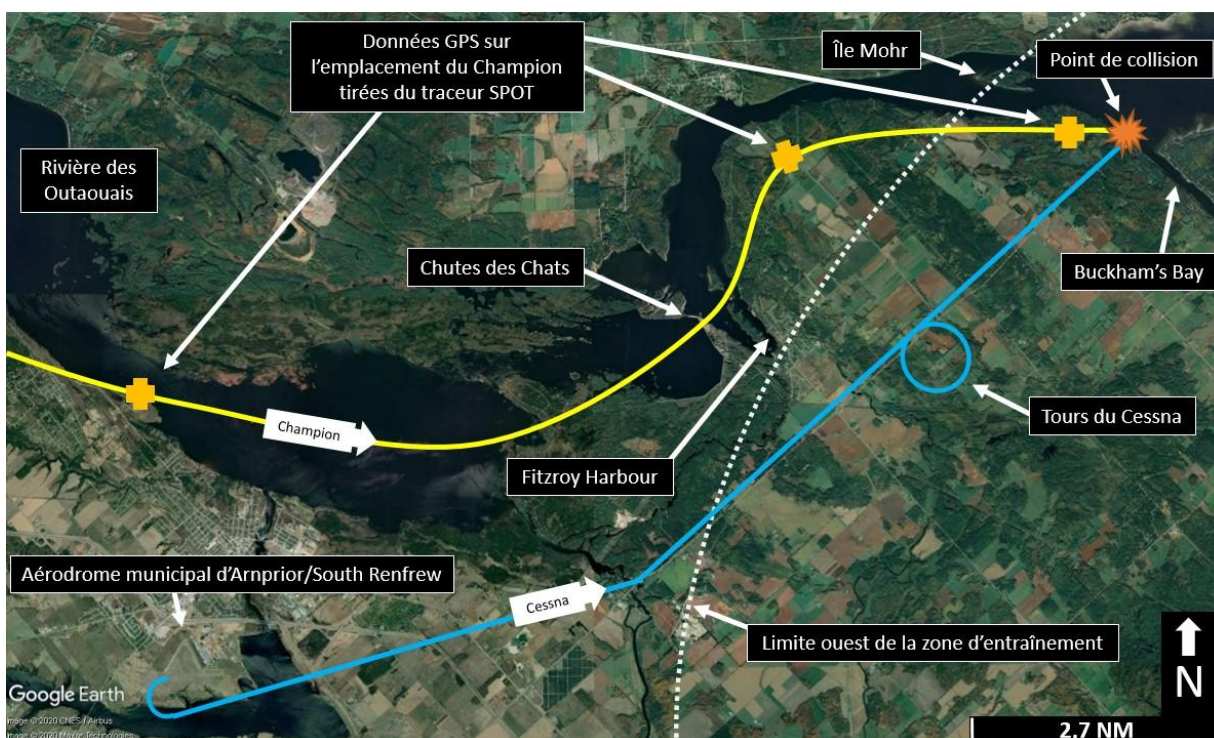 Données GPS sur
l'emplacement du Champion
tirées du traceur SPOT
Île Mohr
Point de collision
Rivière des
Outaouais
Chutes des Chats
Buckham's Bay
Champion
Tours du Cessna
Fitzroy Harbour
Aérodrome municipal d'Arnprior/South Renfrew
Cessna
Limite ouest de la zone d'entraînement
N
Google Earth
Image © 2020 CNES / Airbus
Image © 2020 Maxar Technologies
2.7 NM